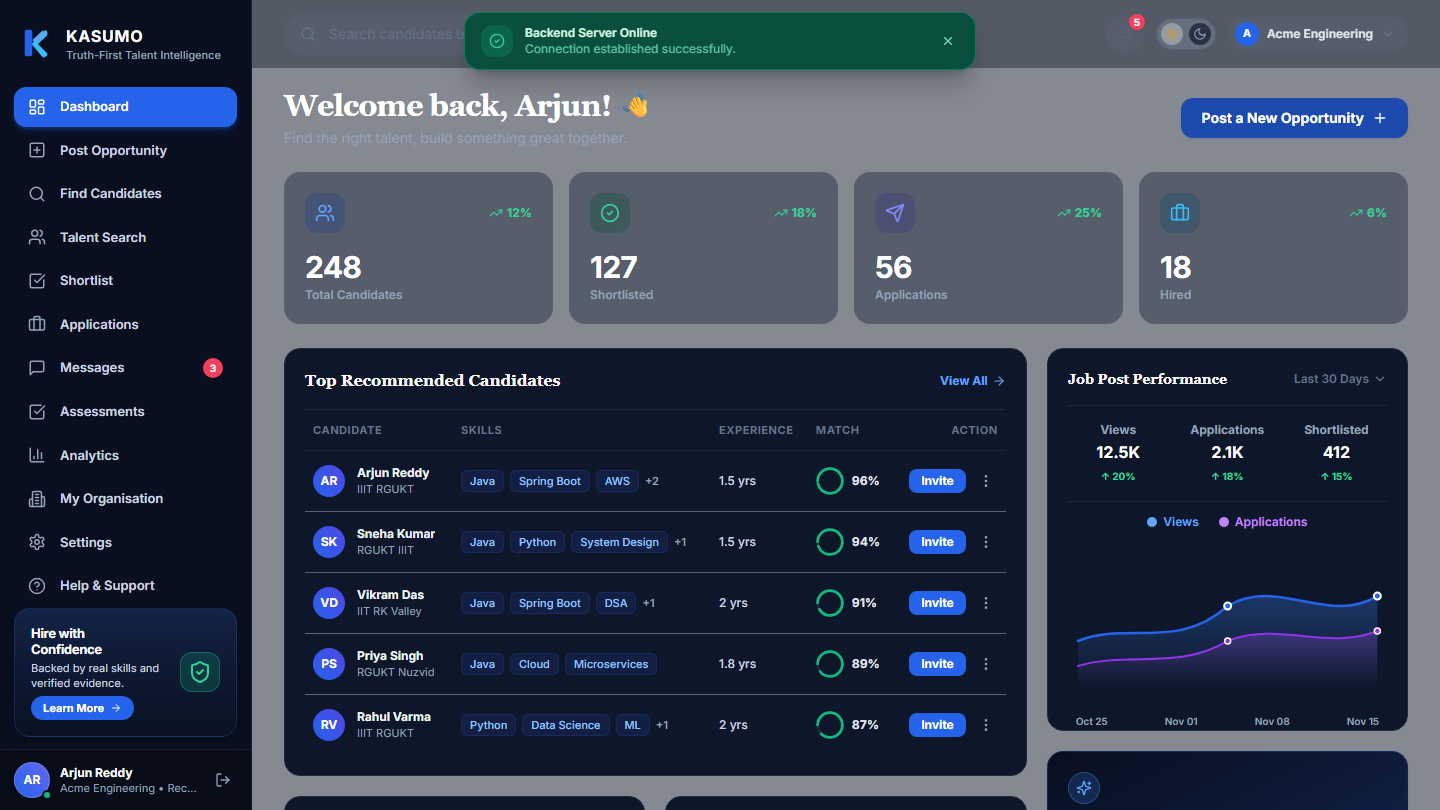 KASUMO
Truth-First Talent Intelligence
Dashboard
Post Opportunity
Find Candidates
Talent Search
Shortlist
Applications
Messages
3
Assessments
Analytics
My Organisation
Settings
Help & Support
Hire with
Confidence
Backed by real skills and
verified evidence.
Learn More
AR
Arjun Reddy
Acme Engineering • Rec...
Search candidates b
Backend Server Online
Connection established successfully.
5
A
Acme Engineering
Welcome back, Arjun! 👋
Find the right talent, build something great together.
Post a New Opportunity
12%
248
Total Candidates
18%
127
Shortlisted
25%
56
Applications
6%
18
Hired
Top Recommended Candidates
View All
CANDIDATE SKILLS EXPERIENCE MATCH ACTION
AR Arjun Reddy Java Spring Boot AWS +2 1.5 yrs 96% Invite
IIIT RGUKT
SK Sneha Kumar Java Python System Design +1 1.5 yrs 94% Invite
RGUKT IIIT
VD Vikram Das Java Spring Boot DSA +1 2 yrs 91% Invite
IIT RK Valley
PS Priya Singh Java Cloud Microservices 1.8 yrs 89% Invite
RGUKT Nuzvid
RV Rahul Varma Python Data Science ML +1 2 yrs 87% Invite
IIIT RGUKT
Job Post Performance
Last 30 Days
Views Applications Shortlisted
12.5K 2.1K 412
↑ 20% ↑ 18% ↑ 15%
Views Applications
Oct 25 Nov 01 Nov 08 Nov 15